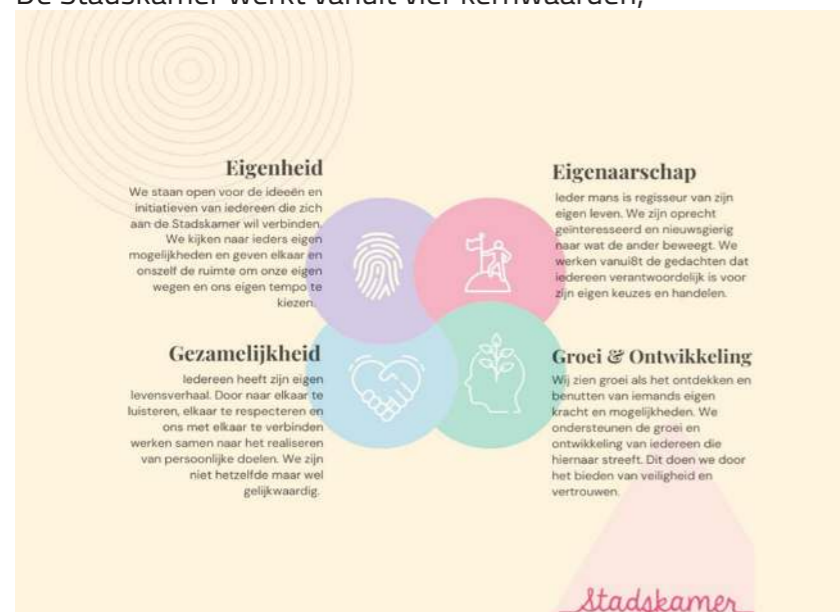 De Stadskamer werkt vanuit vier kernwaarden;
Eigenheid
We staan open voor de ideeën en
initiatieven van iedereen die zich
aan de Stadskamer wil verbinden.
We kijken naar ieders eigen
mogelijkheden en geven elkaar en
onszelf de ruimte om onze eigen
wegen en ons eigen tempo te
kiezen.
Eigenaarschap
Ieder mans is regisseur van zijn
eigen leven. We zijn oprecht
geïnteresseerd en nieuwsgierig
naar wat de ander beweegt. We
werken vanui8t de gedachten dat
iedereen verantwoordelijk is voor
zijn eigen keuzes en handelen.
Gezamelijkheid
Iedereen heeft zijn eigen
levensverhaal. Door naar elkaar te
luisteren, elkaar te respecteren en
ons met elkaar te verbinden
werken samen naar het realiseren
van persoonlijke doelen. We zijn
niet hetzelfde maar wel
gelijkwaardig.
Groei & Ontwikkeling
Wij zien groei als het ontdekken en
benutten van iemands eigen
kracht en mogelijkheden. We
ondersteunen de groei en
ontwikkeling van iedereen die
hiernaar streeft. Dit doen we door
het bieden van veiligheid en
vertrouwen.
Stadskamer